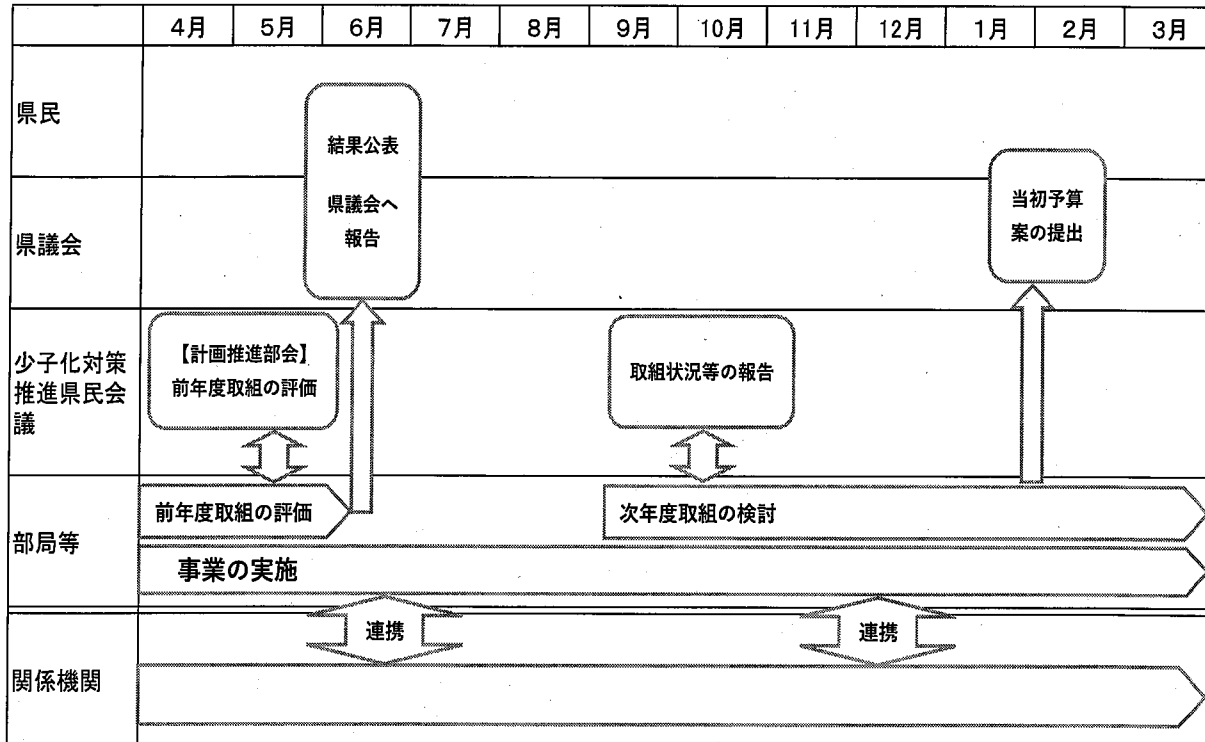 4月 5月 6月 7月 8月 9月 10月 11月 12月 1月 2月 3月
県民
結果公表
県議会へ
報告
県議会
当初予算
案の提出
少子化対策
推進県民会
議
【計画推進部会】
前年度取組の評価
取組状況等の報告
部局等
前年度取組の評価
次年度取組の検討
事業の実施
連携
連携
関係機関